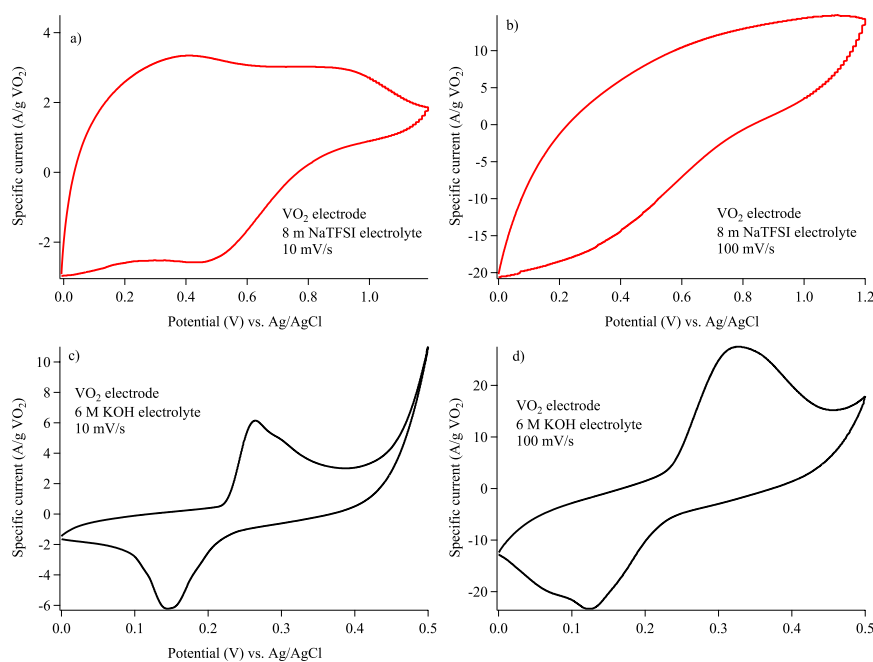 a)
Specific current (A/g VO2)
4
2
0
-2
VO2 electrode
8 m NaTFSI electrolyte
10 mV/s
0.0 0.2 0.4 0.6 0.8 1.0
Potential (V) vs. Ag/AgCl
b)
Specific current (A/g VO2)
10
5
0
-5
-10
-15
-20
VO2 electrode
8 m NaTFSI electrolyte
100 mV/s
0.0 0.2 0.4 0.6 0.8 1.0 1.2
Potential (V) vs. Ag/AgCl
c)
Specific current (A/g VO2)
10
8
6
4
2
0
-2
-4
-6
VO2 electrode
6 M KOH electrolyte
10 mV/s
0.0 0.1 0.2 0.3 0.4 0.5
Potential (V) vs. Ag/AgCl
d)
Specific current (A/g VO2)
20
10
0
-10
-20
VO2 electrode
6 M KOH electrolyte
100 mV/s
0.0 0.1 0.2 0.3 0.4 0.5
Potential (V) vs. Ag/AgCl